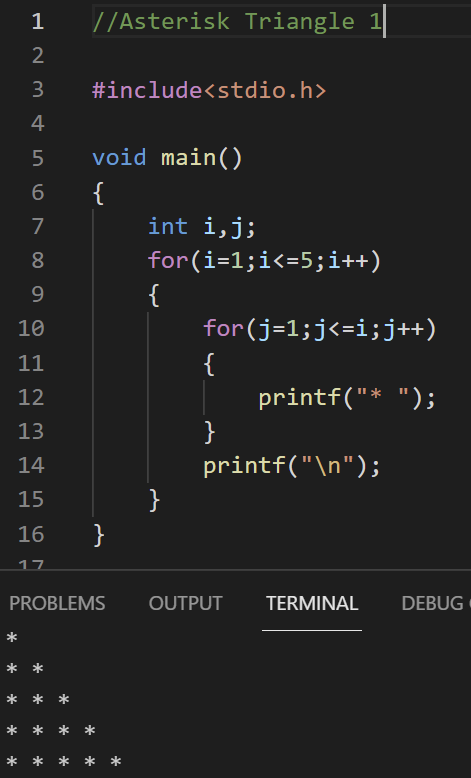 1 //Asterisk Triangle 1
2
3 #include<stdio.h>
4
5 void main()
6 {
7 int i,j;
8 for(i=1;i<=5;i++)
9 {
10 for(j=1;j<=i;j++)
11 {
12 printf("* ");
13 }
14 printf("\n");
15 }
16 }
17
PROBLEMS OUTPUT TERMINAL DEBUG
*
* *
* * *
* * * *
* * * * *